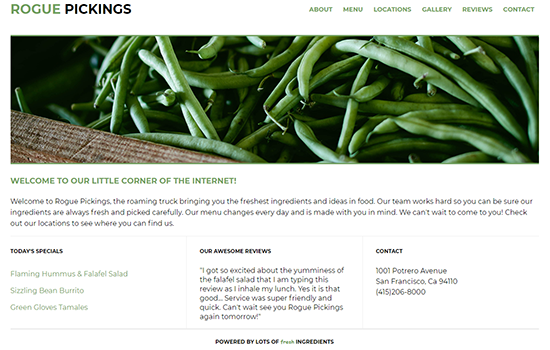 ROGUE PICKINGS
ABOUT MENU LOCATIONS GALLERY REVIEWS CONTACT
WELCOME TO OUR LITTLE CORNER OF THE INTERNET!
Welcome to Rogue Pickings, the roaming truck bringing you the freshest ingredients and ideas in food. Our team works hard so you can be sure our
ingredients are always fresh and picked carefully. Our menu changes every day and is made with you in mind. We can't wait to come to you! Check
out our locations to see where you can find us.
TODAY'S SPECIALS
Flaming Hummus & Falafel Salad
Sizzling Bean Burrito
Green Gloves Tamales
OUR AWESOME REVIEWS
"I got so excited about the yumminess of
the falafel salad that I am typing this
review as I inhale my lunch. Yes it is that
good... Service was super friendly and
quick. Can't wait see you Rogue Pickings
again tomorrow!"
CONTACT
1001 Potrero Avenue
San Francisco, Ca 94110
(415)206-8000
POWERED BY LOTS OF fresh INGREDIENTS